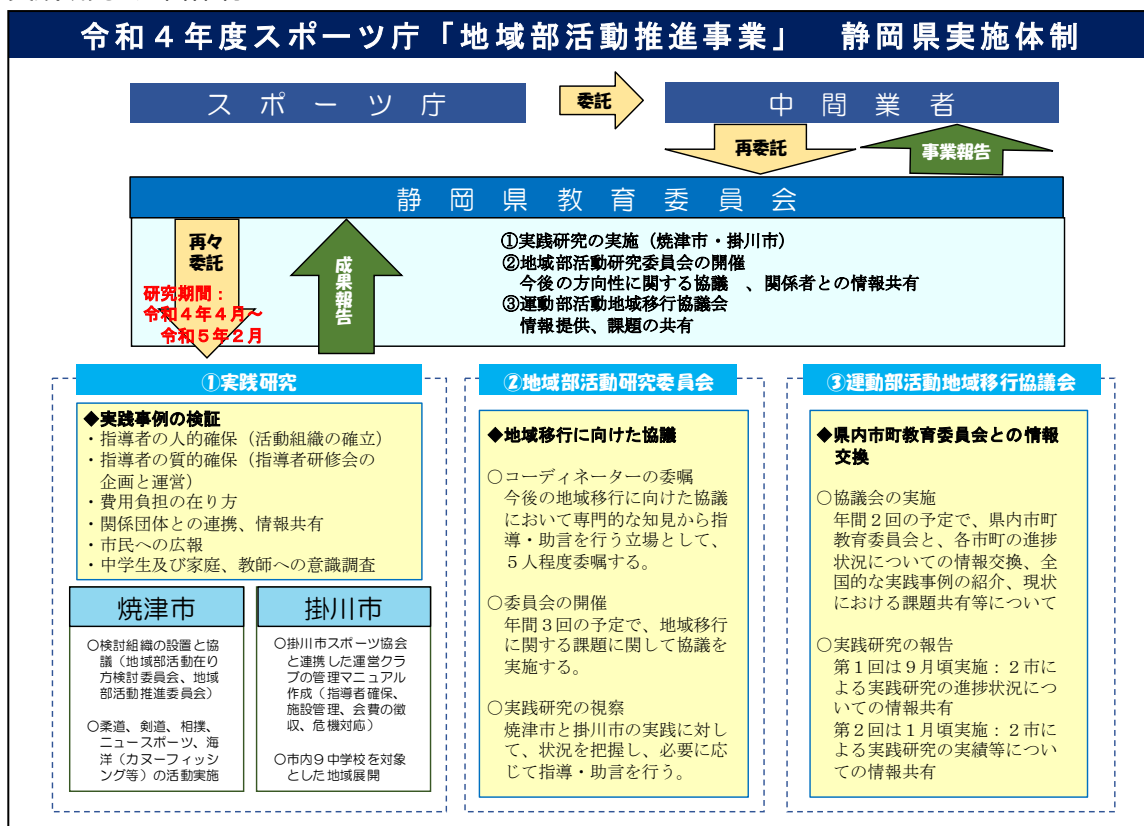 令和４年度スポーツ庁「地域部活動推進事業」　静岡県実施体制
スポーツ庁
委託
中間業者
再委託
事業報告
静岡県教育委員会
再々
委託
研究期間：
令和４年４月～
令和５年２月
成果報告
①実践研究の実施（焼津市・掛川市）
②地域部活動研究委員会の開催
今後の方向性に関する協議　、関係者との情報共有
③運動部活動地域移行協議会
情報提供、課題の共有
①実践研究
◆実践事例の検証
・指導者の人的確保（活動組織の確立）
・指導者の質的確保（指導者研修会の
企画と運営）
・費用負担の在り方
・関係団体との連携、情報共有
・市民への広報
・中学生及び家庭、教師への意識調査
焼津市
○検討組織の設置と協
議（地域部活動在り
方検討委員会、地域
部活動推進委員会）
○柔道、剣道、相撲、
ニュースポーツ、海
洋（カヌーフィッシ
ング等）の活動実施
掛川市
○掛川市スポーツ協会
と連携した運営クラ
ブの管理マニュアル
作成（指導者確保、
施設管理、会費の徴
収、危機対応）
○市内９中学校を対象
とした地域展開
②地域部活動研究委員会
◆地域移行に向けた協議
○コーディネーターの委嘱
今後の地域移行に向けた協議
において専門的な知見から指
導・助言を行う立場として、
５人程度委嘱する。
○委員会の開催
年間３回の予定で、地域移行
に関する課題に関して協議を
実施する。
○実践研究の視察
焼津市と掛川市の実践に対し
て、状況を把握し、必要に応
じて指導・助言を行う。
③運動部活動地域移行協議会
◆県内市町教育委員会との情報
交換
○協議会の実施
年間２回の予定で、県内市町
教育委員会と、各市町の進捗
状況についての情報交換、全
国的な実践事例の紹介、現状
における課題共有等について
○実践研究の報告
第１回は９月頃実施：２市に
よる実践研究の進捗状況につ
いての情報共有
第２回は１月頃実施：２市に
よる実践研究の実績等につい
ての情報共有